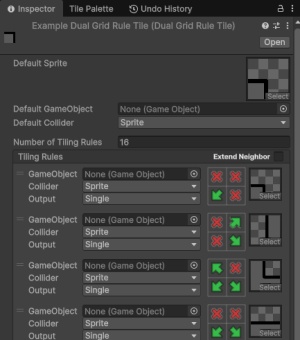 Inspector Tile Palette Undo History
Example Dual Grid Rule Tile (Dual Grid Rule Tile)
Open
Default Sprite
Select
Default GameObject None (Game Object)
Default Collider Sprite
Number of Tiling Rules 16
Tiling Rules Extend Neighbor
GameObject None (Game Object)
Collider Sprite
Output Single
Select
GameObject None (Game Object)
Collider Sprite
Output Single
Select
GameObject None (Game Object)
Collider Sprite
Output Single
Select
GameObject None (Game Object)
Collider Sprite
Output Single
Select